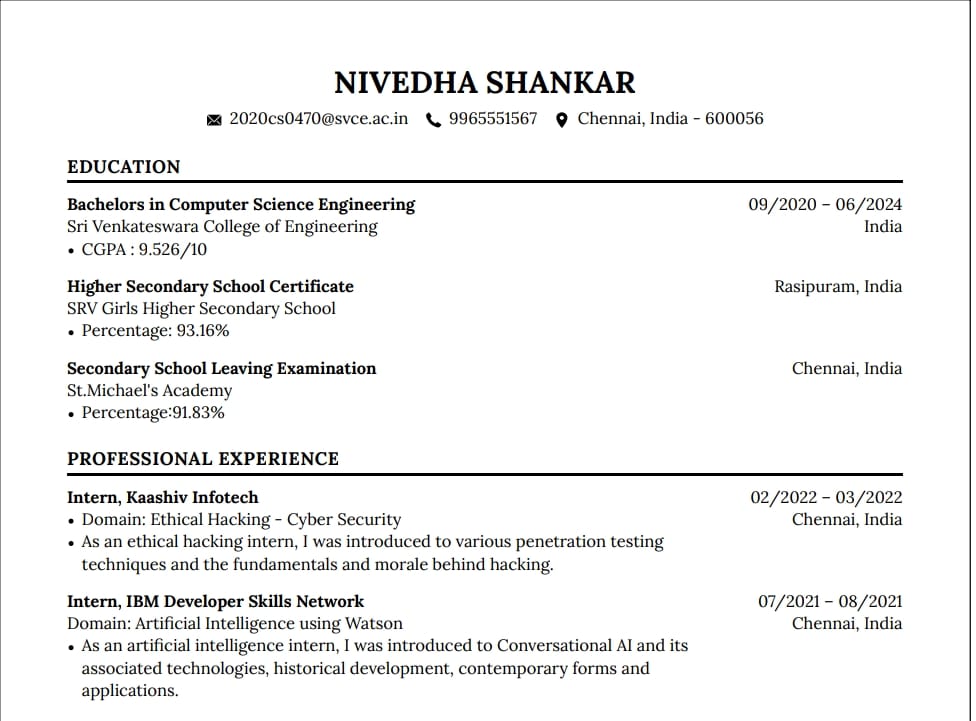 NIVEDHA SHANKAR
2020cs0470@svce.ac.in 9965551567 Chennai, India - 600056
EDUCATION
Bachelors in Computer Science Engineering 09/2020 – 06/2024
Sri Venkateswara College of Engineering India
• CGPA : 9.526/10
Higher Secondary School Certificate Rasipuram, India
SRV Girls Higher Secondary School
• Percentage: 93.16%
Secondary School Leaving Examination Chennai, India
St.Michael's Academy
• Percentage:91.83%
PROFESSIONAL EXPERIENCE
Intern, Kaashiv Infotech 02/2022 – 03/2022
• Domain: Ethical Hacking - Cyber Security Chennai, India
• As an ethical hacking intern, I was introduced to various penetration testing
techniques and the fundamentals and morale behind hacking.
Intern, IBM Developer Skills Network 07/2021 – 08/2021
Domain: Artificial Intelligence using Watson Chennai, India
• As an artificial intelligence intern, I was introduced to Conversational AI and its
associated technologies, historical development, contemporary forms and
applications.